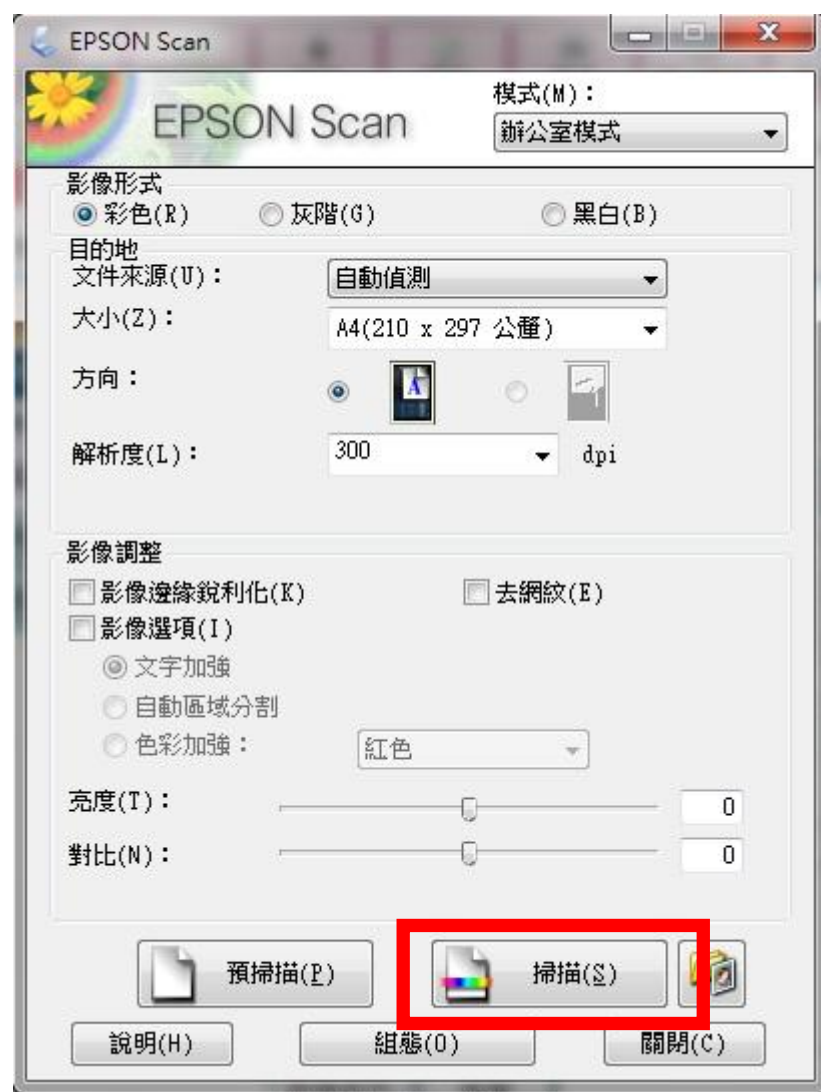 EPSON Scan
EPSON Scan
模式(M)：
辦公室模式
影像形式
彩色(R) 灰階(G) 黑白(B)
目的地
文件來源(U)： 自動偵測
大小(Z)： A4(210 x 297 公釐)
方向： A
解析度(L)： 300 dpi
影像調整
影像邊緣銳利化(K) 去網紋(E)
影像選項(I)
文字加強
自動區域分割
色彩加強： 紅色
亮度(T)： 0
對比(N)： 0
預掃描(P) 掃描(S)
說明(H) 組態(O) 關閉(C)